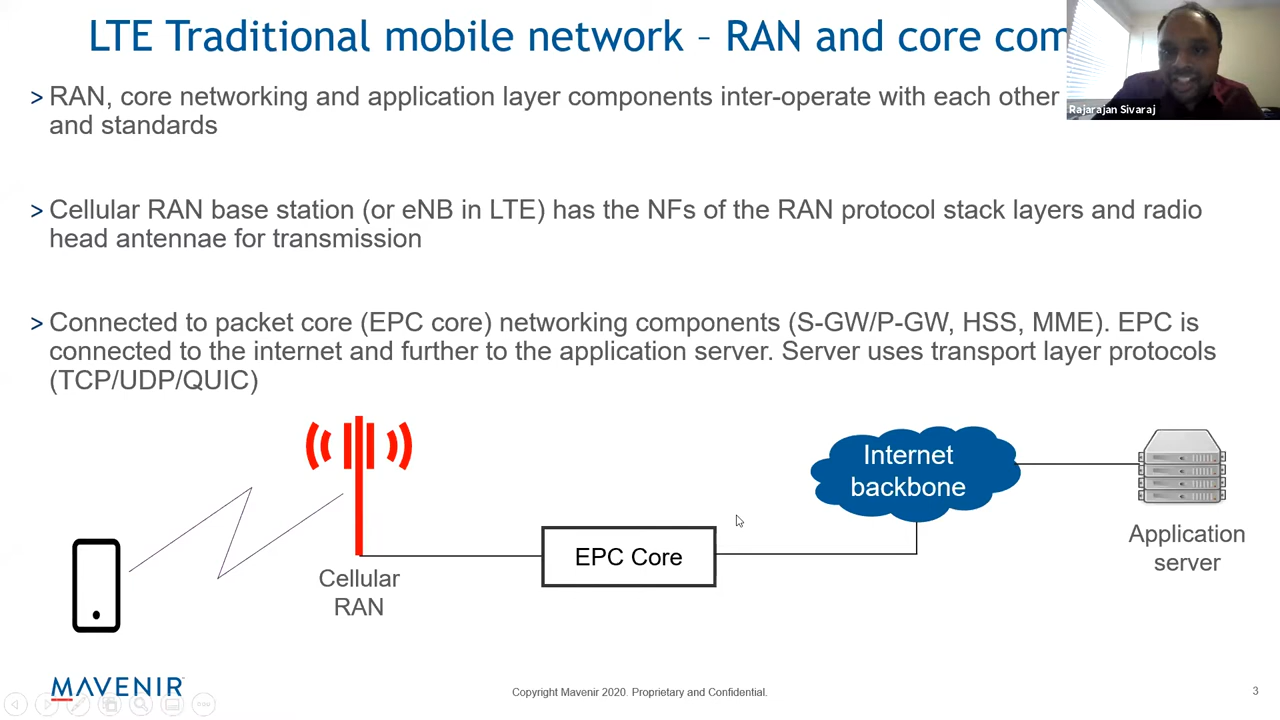 LTE Traditional mobile network – RAN and core com
> RAN, core networking and application layer components inter-operate with each other
and standards
Rajarajan Sivaraj
> Cellular RAN base station (or eNB in LTE) has the NFs of the RAN protocol stack layers and radio
head antennae for transmission
> Connected to packet core (EPC core) networking components (S-GW/P-GW, HSS, MME). EPC is
connected to the internet and further to the application server. Server uses transport layer protocols
(TCP/UDP/QUIC)
Internet
backbone
EPC Core
Application
server
Cellular
RAN
MAVENIR
Copyright Mavenir 2020. Proprietary and Confidential.
3